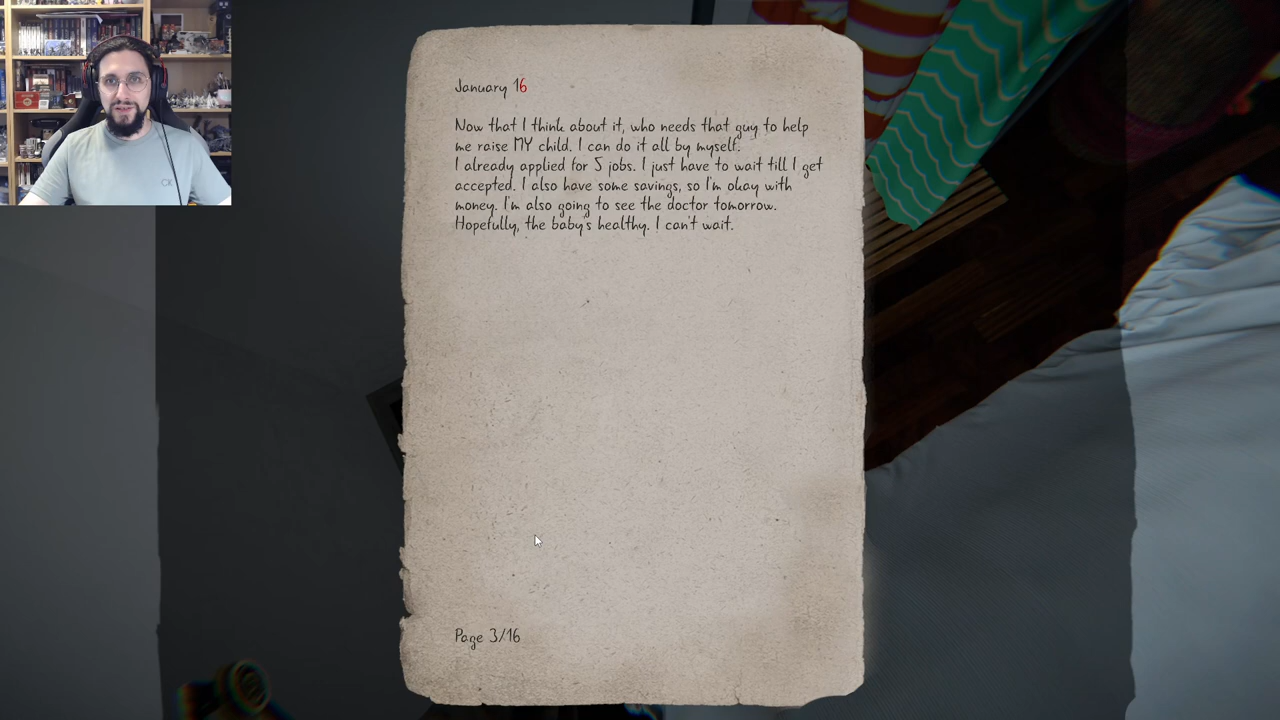 January 16
Now that I think about it, who needs that guy to help
me raise MY child. I can do it all by myself.
I already applied for 5 jobs. I just have to wait till I get
accepted. I also have some savings, so I'm okay with
money. I'm also going to see the doctor tomorrow.
Hopefully, the baby's healthy. I can't wait.
Page 3/16